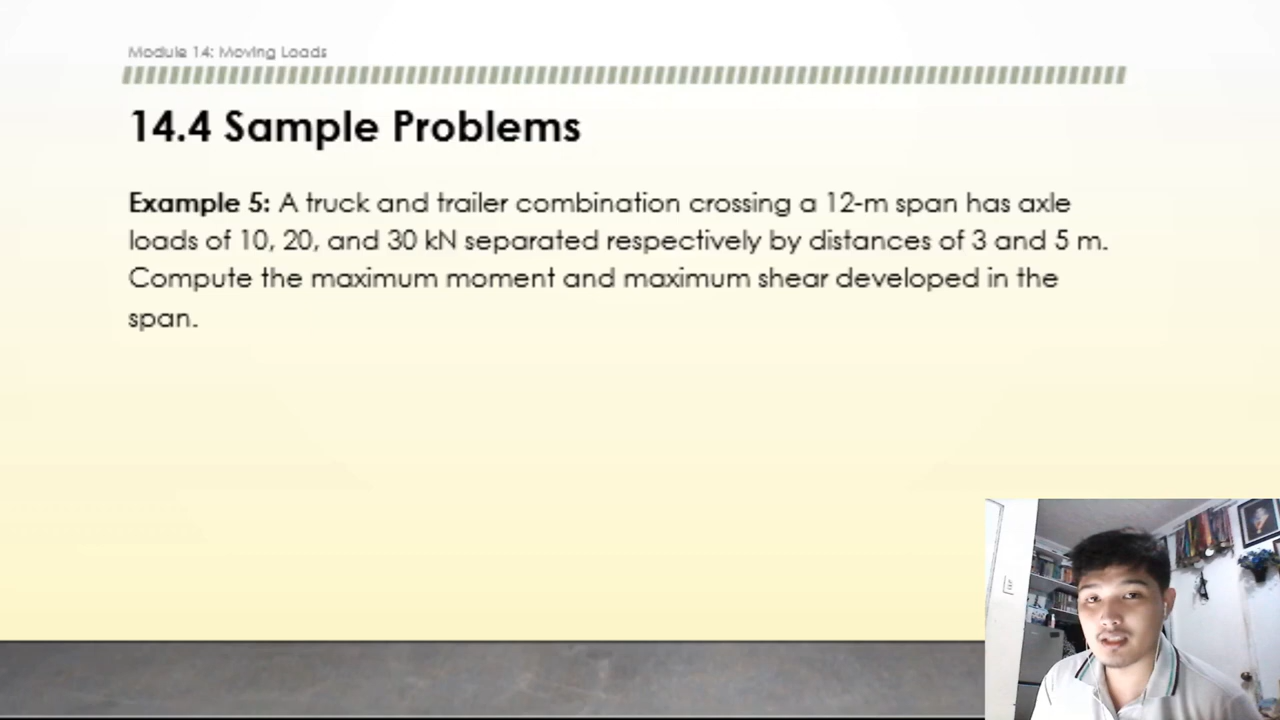 Module 14: Moving Loads
14.4 Sample Problems
Example 5: A truck and trailer combination crossing a 12-m span has axle
loads of 10, 20, and 30 kN separated respectively by distances of 3 and 5 m.
Compute the maximum moment and maximum shear developed in the
span.